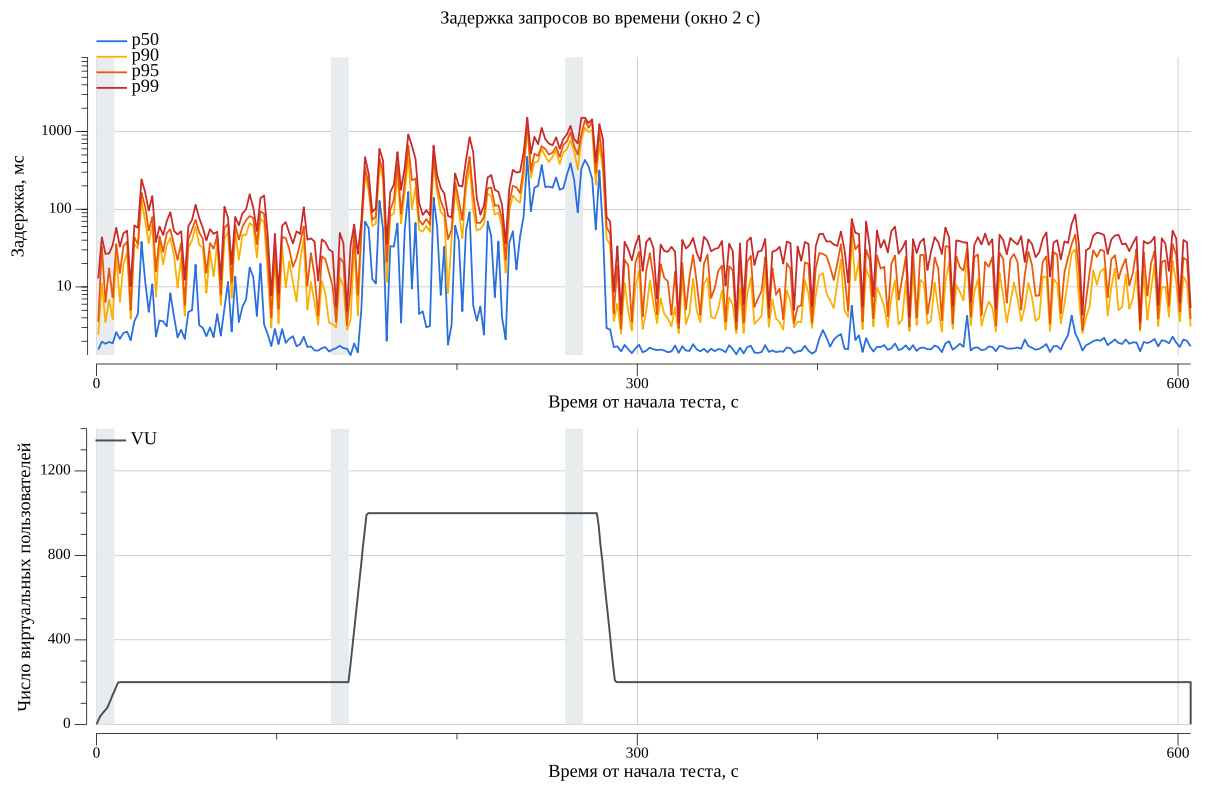 Задержка запросов во времени (окно 2 с)
p50
p90
p95
p99
1000
100
10
Задержка, мс
0
300
600
Время от начала теста, с
VU
1200
800
400
0
Число виртуальных пользователей
0
300
600
Время от начала теста, с